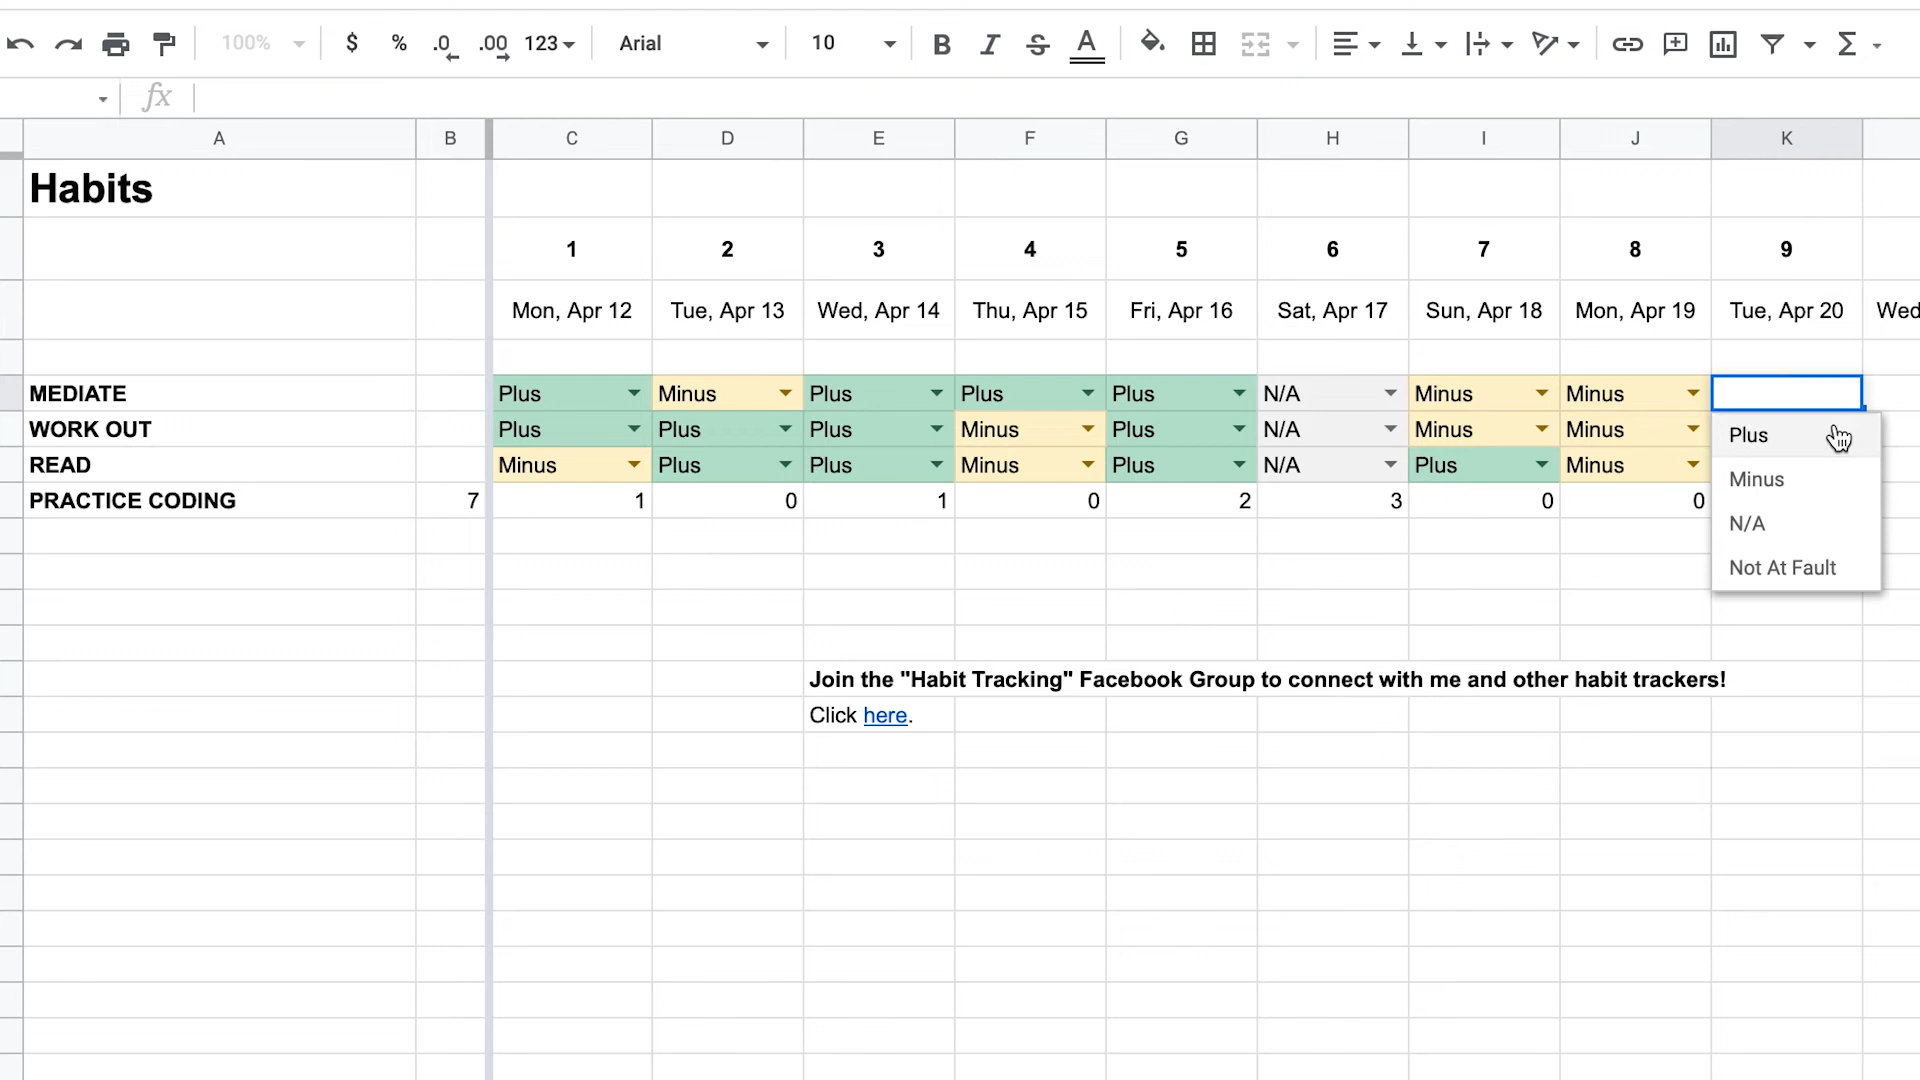 100% $ % .0 .00 123 Arial 10 B I S A Σ
fx
A B C D E F G H I J K
Habits
1 2 3 4 5 6 7 8 9
Mon, Apr 12 Tue, Apr 13 Wed, Apr 14 Thu, Apr 15 Fri, Apr 16 Sat, Apr 17 Sun, Apr 18 Mon, Apr 19 Tue, Apr 20 Wed
MEDIATE Plus Minus Plus Plus Plus N/A Minus Minus
WORK OUT Plus Plus Plus Minus Plus N/A Minus Minus
READ Minus Plus Plus Minus Plus N/A Plus Minus
PRACTICE CODING 7 1 0 1 0 2 3 0 0
Plus
Minus
N/A
Not At Fault
Join the "Habit Tracking" Facebook Group to connect with me and other habit trackers!
Click here.